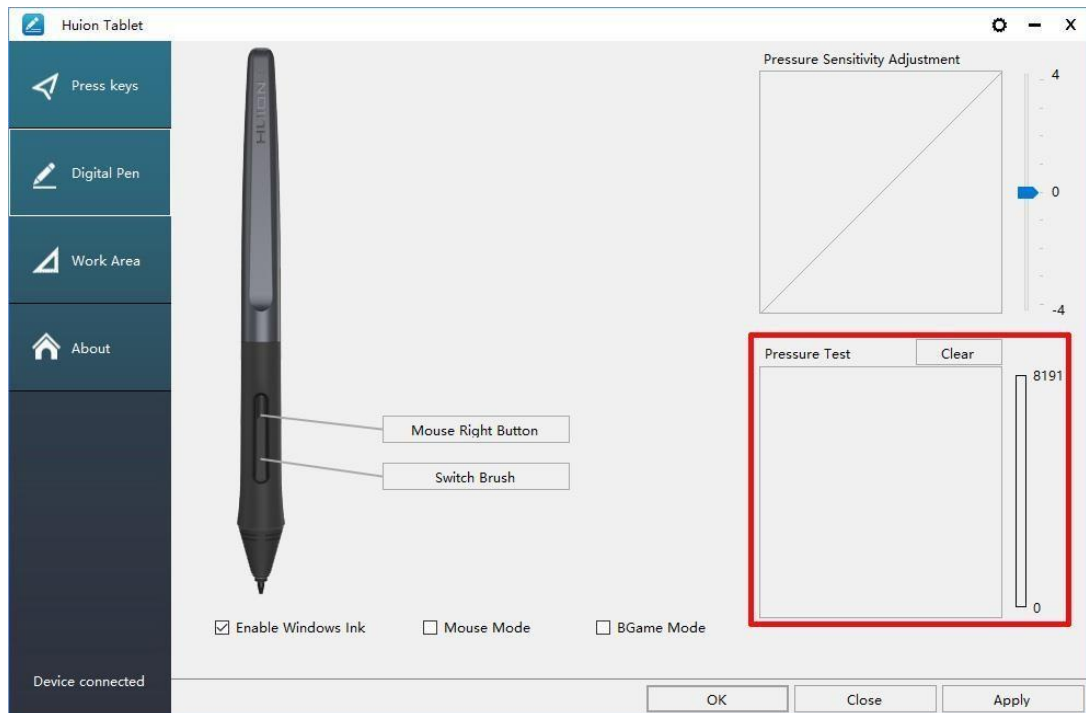 Huion Tablet
Press keys
Digital Pen
Work Area
About
Device connected
HUION
Mouse Right Button
Switch Brush
Enable Windows Ink
Mouse Mode
BGame Mode
Pressure Sensitivity Adjustment
4
0
-4
Pressure Test
Clear
8191
0
OK
Close
Apply